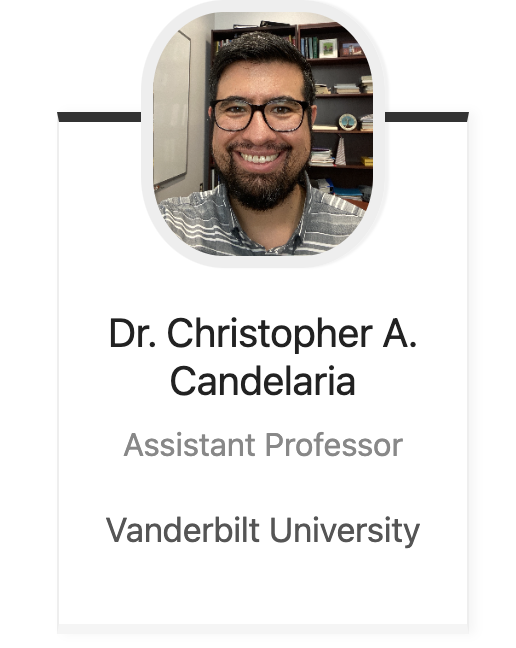 Dr. Christopher A.
Candelaria
Assistant Professor
Vanderbilt University